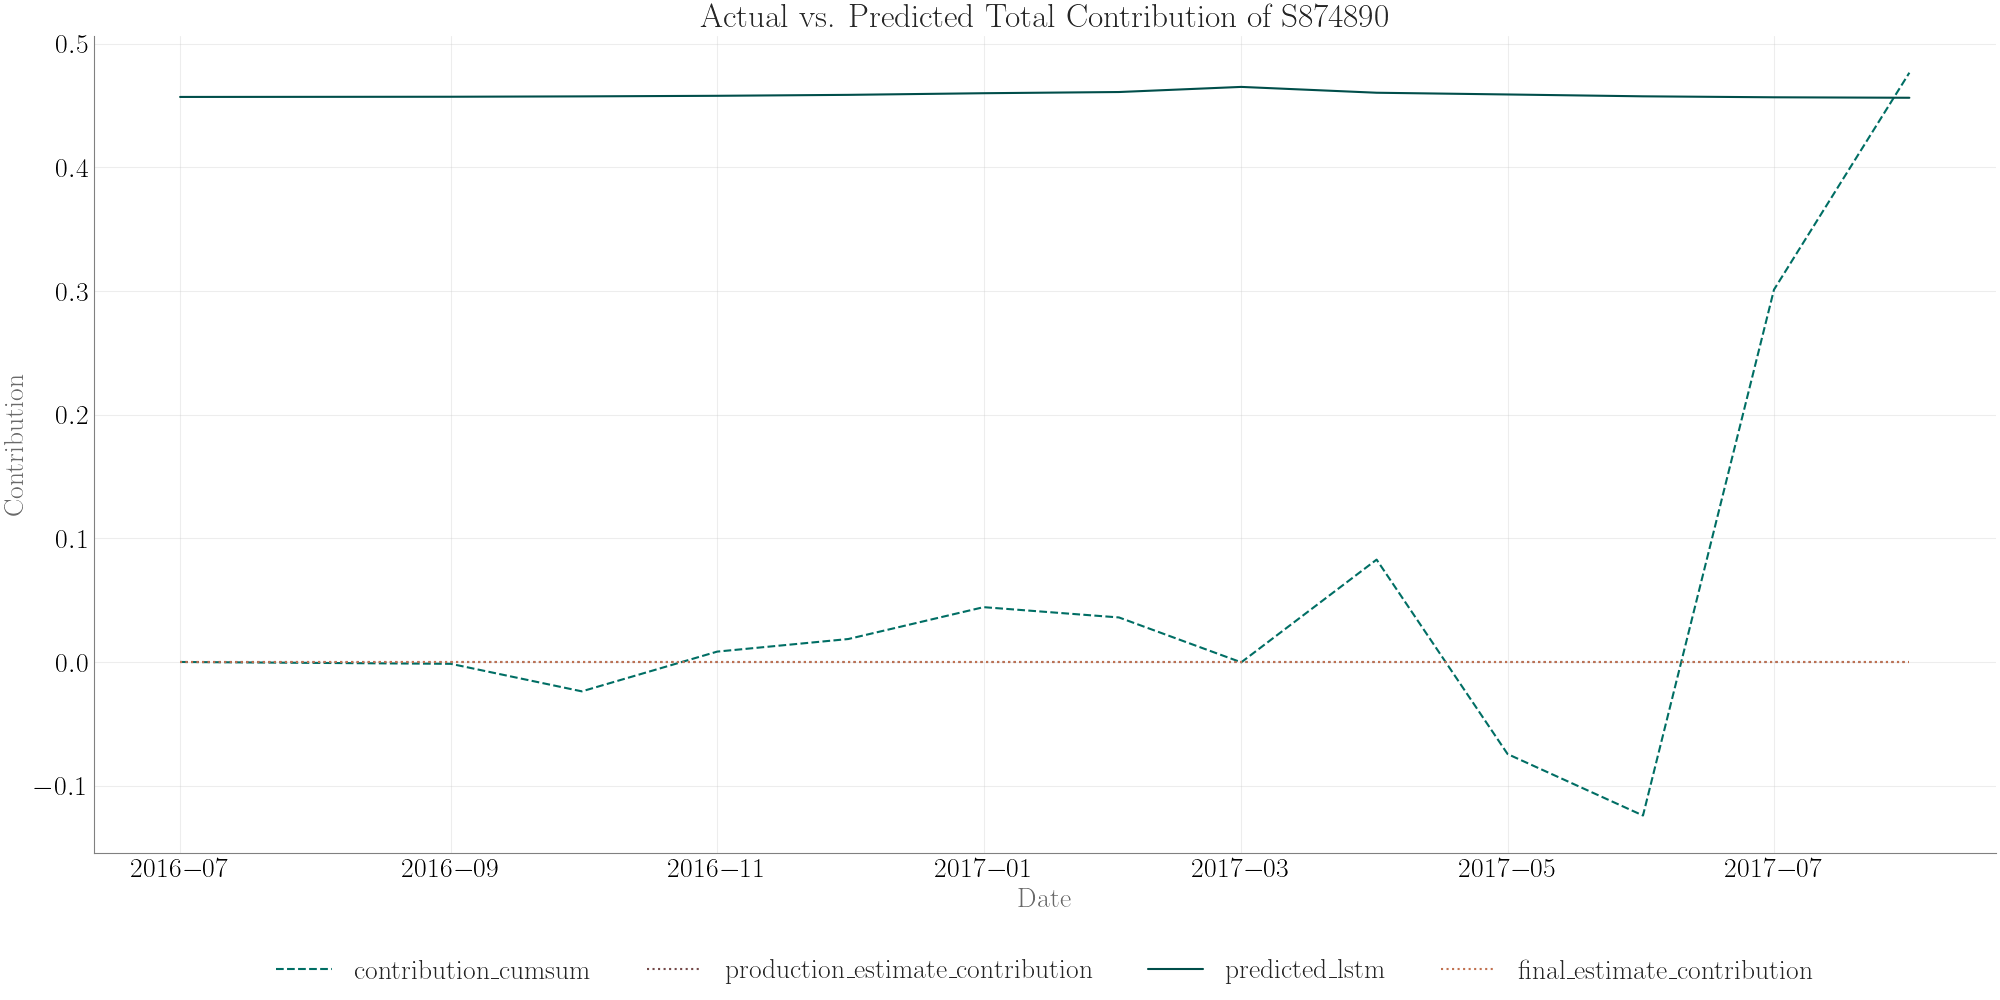 Actual vs. Predicted Total Contribution of S874890
0.5
0.4
0.3
0.2
0.1
0.0
−0.1
Contribution
2016−07 2016−09 2016−11 2017−01 2017−03 2017−05 2017−07
Date
contribution_cumsum production_estimate_contribution predicted_lstm final_estimate_contribution